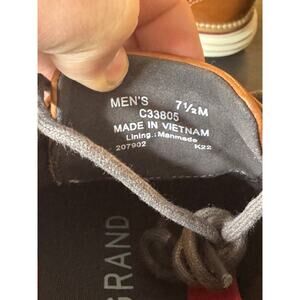 MEN'S 7½M
C33805
MADE IN VIETNAM
Lining : Manmade
207902 K22
GRAND